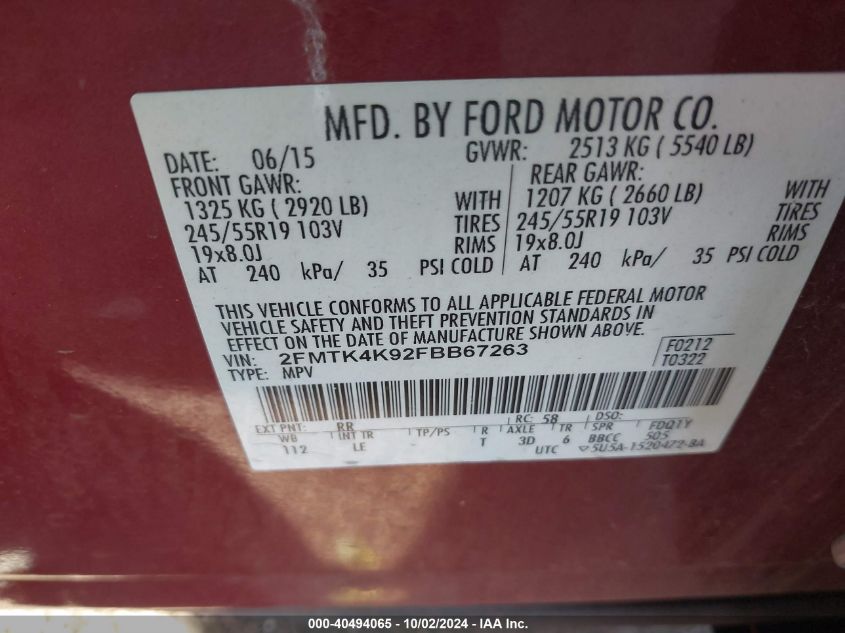 MFD. BY FORD MOTOR CO.
DATE: 06/15 GVWR: 2513 KG ( 5540 LB)
FRONT GAWR: REAR GAWR:
1325 KG ( 2920 LB) WITH 1207 KG ( 2660 LB) WITH
245/55R19 103V TIRES 245/55R19 103V TIRES
19x8.0J RIMS 19x8.0J RIMS
AT 240 kPa/ 35 PSI COLD AT 240 kPa/ 35 PSI COLD
THIS VEHICLE CONFORMS TO ALL APPLICABLE FEDERAL MOTOR
VEHICLE SAFETY AND THEFT PREVENTION STANDARDS IN
EFFECT ON THE DATE OF MANUFACTURE SHOWN ABOVE.
VIN: 2FMTK4K92FBB67263 F0212
TYPE: MPV T0322
EXT PNT: RR RC: 58 DSO: FDQ1Y
WB INT TR TP/PS R AXLE TR SPR 505
112 LE - T 3D 6 BBCC
UTC ▽5U5A-1520472-BA
000-40494065 - 10/02/2024 - IAA Inc.